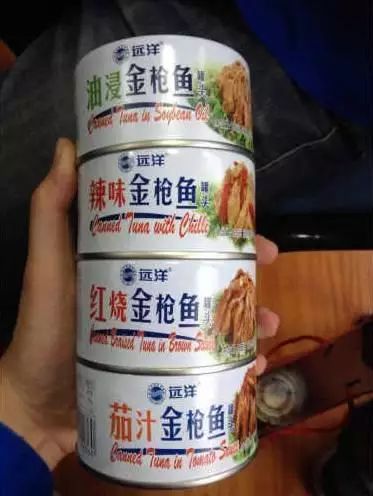 远洋
油浸金枪鱼罐头
Canned Tuna in Soybean Oil
远洋
辣味金枪鱼罐头
Canned Tuna with Chilli
远洋
红烧金枪鱼罐头
Canned Braised Tuna in Brown Sauce
远洋
茄汁金枪鱼罐头
Canned Tuna in Tomato Sauce